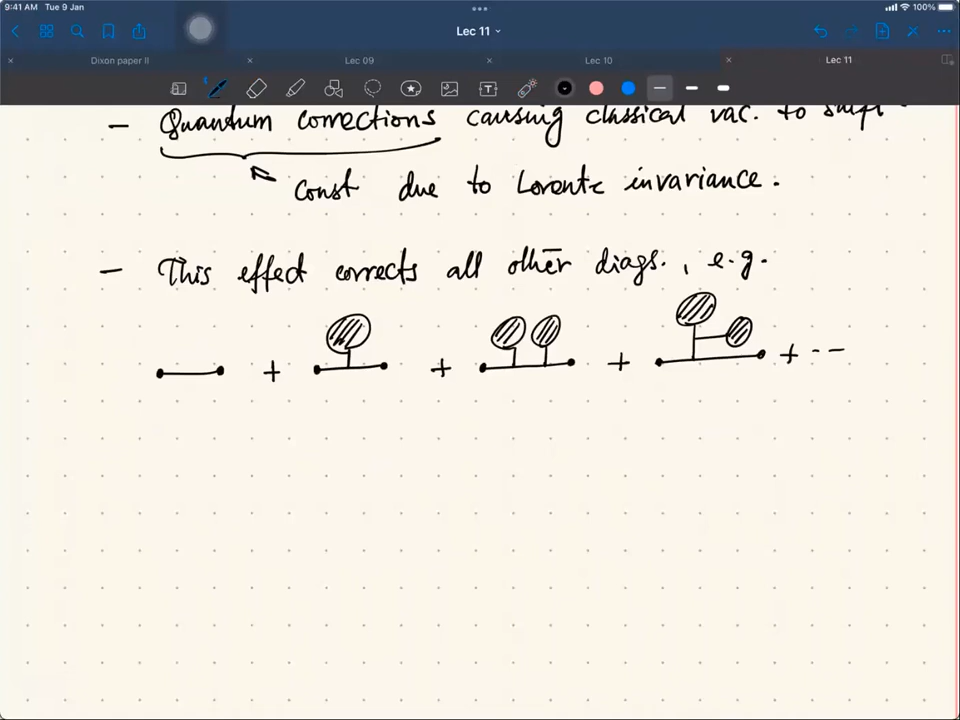 9:41 AM Tue 9 Jan
100%
Lec 11
Dixon paper II
Lec 09
Lec 10
Lec 11
– Quantum corrections causing classical vac. to shift
const due to Lorentz invariance.
– This effect corrects all other diags., e.g.
+ + + + ---